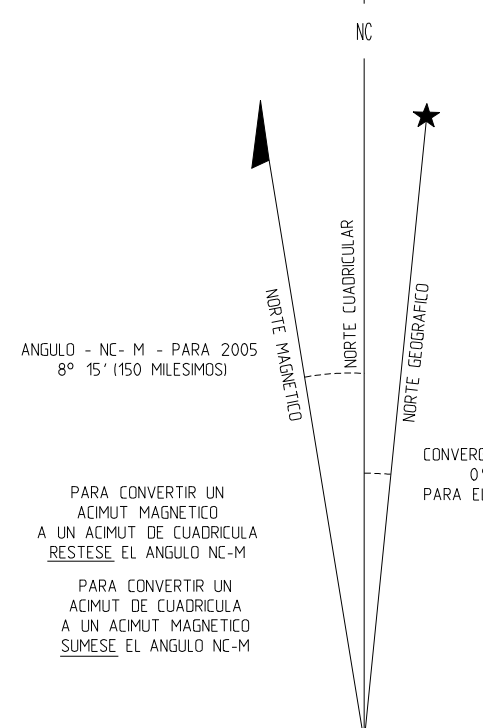 NC
NORTE MAGNETICO
NORTE CUADRICULAR
NORTE GEOGRAFICO
ANGULO - NC- M - PARA 2005
8° 15' (150 MILESIMOS)
0°
PARA
PARA CONVERTIR UN
ACIMUT MAGNETICO
A UN ACIMUT DE CUADRICULA
RESTESE EL ANGULO NC-M
PARA CONVERTIR UN
ACIMUT DE CUADRICULA
A UN ACIMUT MAGNETICO
SUMESE EL ANGULO NC-M